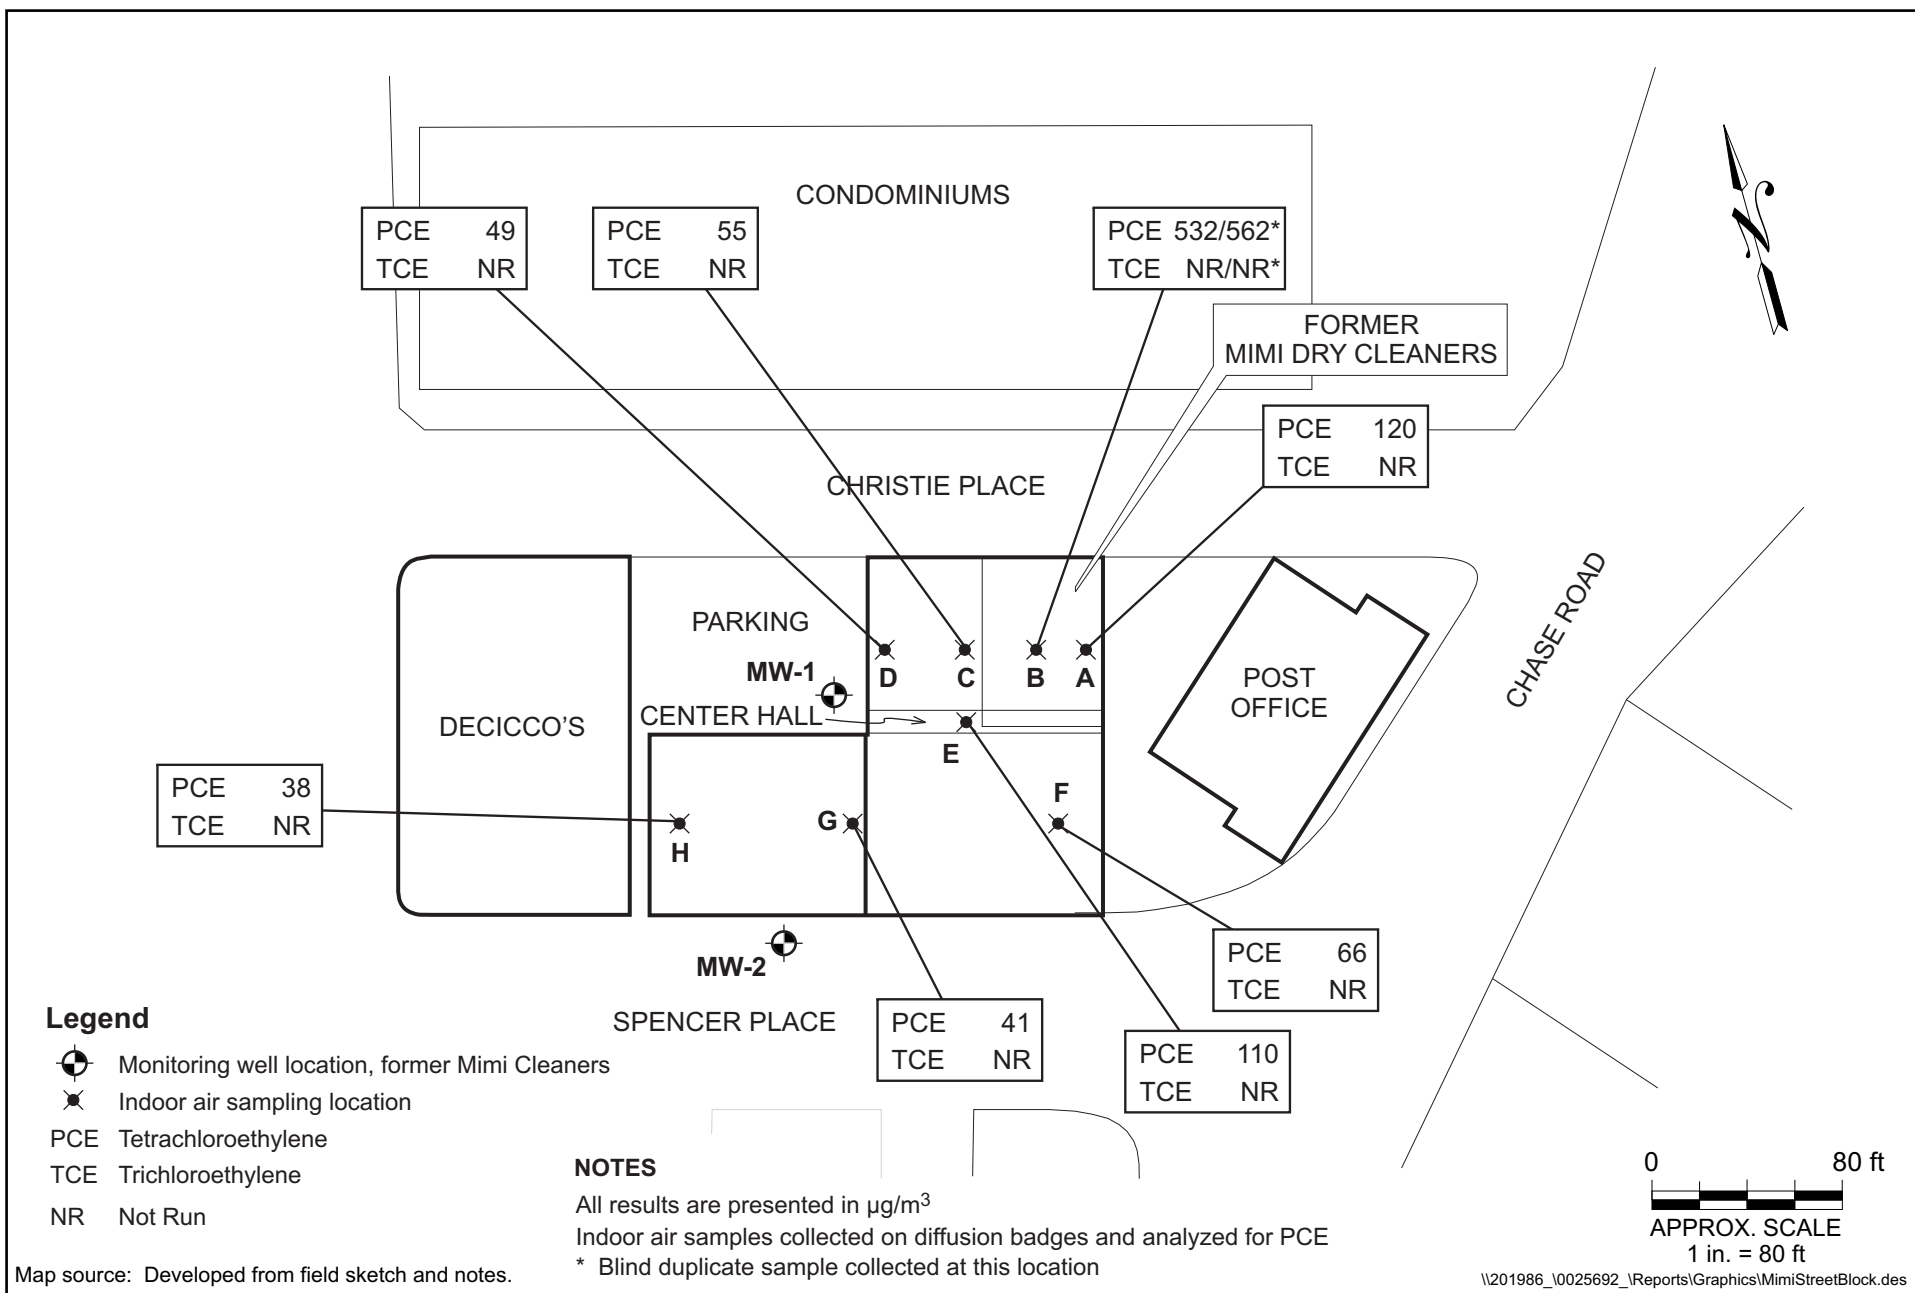 CONDOMINIUMS
PCE 49
TCE NR
PCE 55
TCE NR
PCE 532/562*
TCE NR/NR*
FORMER
MIMI DRY CLEANERS
PCE 120
TCE NR
CHRISTIE PLACE
CHASE ROAD
PARKING
MW-1
D
C
B
A
POST
OFFICE
CENTER HALL
DECICCO'S
E
PCE 38
TCE NR
F
G
H
MW-2
PCE 66
TCE NR
SPENCER PLACE
PCE 41
TCE NR
PCE 110
TCE NR
Legend
Monitoring well location, former Mimi Cleaners
Indoor air sampling location
PCE Tetrachloroethylene
TCE Trichloroethylene
NR Not Run
NOTES
All results are presented in µg/m³
Indoor air samples collected on diffusion badges and analyzed for PCE
* Blind duplicate sample collected at this location
0 80 ft
APPROX. SCALE
1 in. = 80 ft
Map source: Developed from field sketch and notes.
\\201986_\0025692_\Reports\Graphics\MimiStreetBlock.des